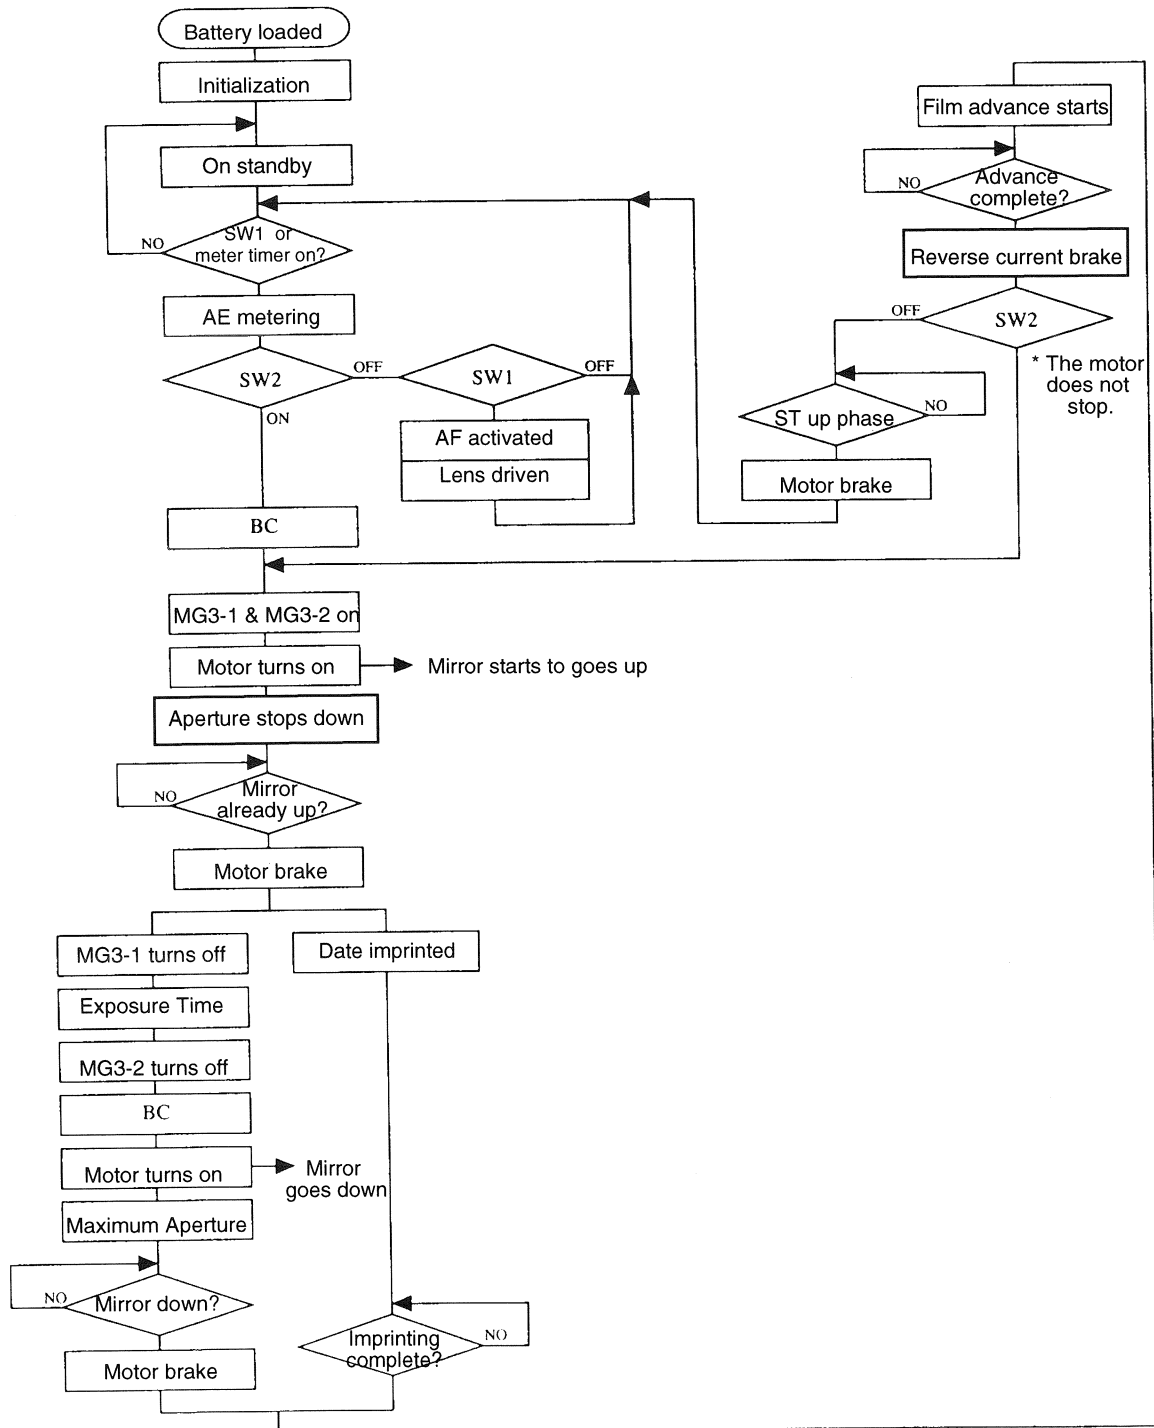 Battery loaded
Initialization
On standby
SW1 or
meter timer on?
NO
AE metering
SW2
OFF
ON
SW1
OFF
AF activated
Lens driven
BC
MG3-1 & MG3-2 on
Motor turns on
Mirror starts to goes up
Aperture stops down
Mirror
already up?
NO
Motor brake
MG3-1 turns off
Exposure Time
MG3-2 turns off
BC
Motor turns on
Mirror
goes down
Maximum Aperture
Mirror down?
NO
Motor brake
Date imprinted
Imprinting
complete?
NO
Film advance starts
Advance
complete?
NO
Reverse current brake
SW2
OFF
* The motor
does not
stop.
ST up phase
NO
Motor brake